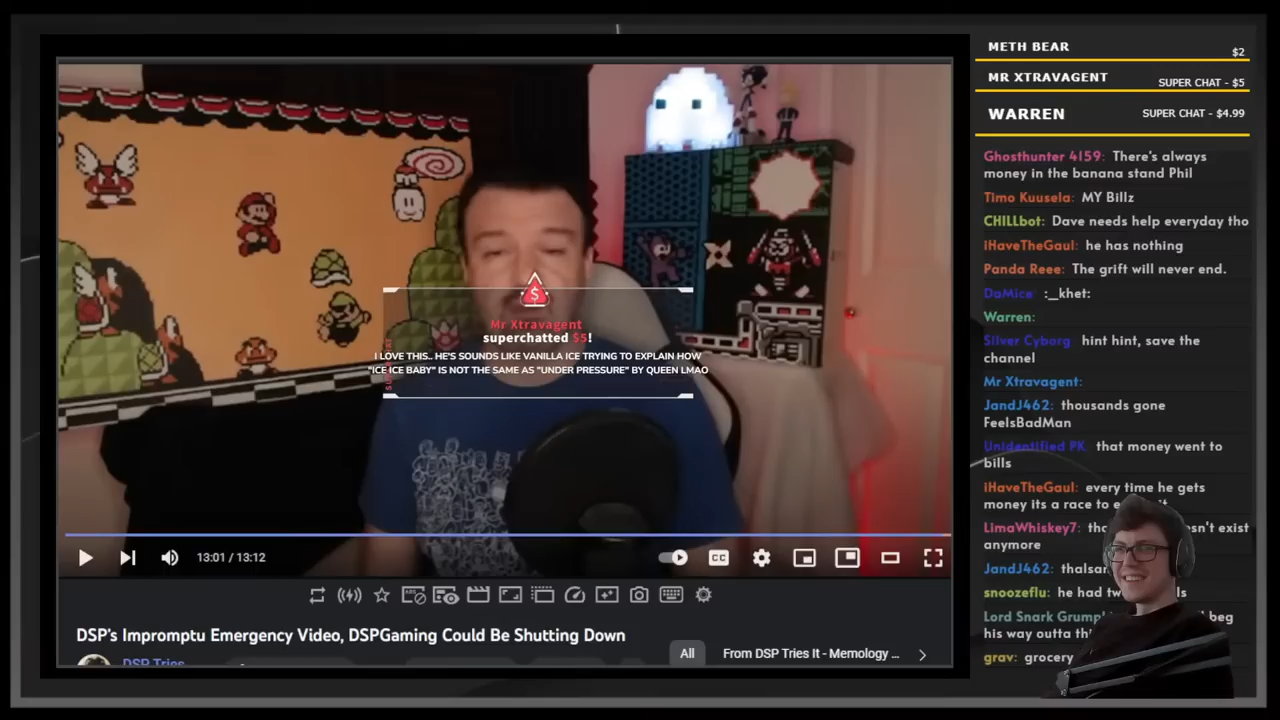 METH BEAR
$2
MR XTRAVAGENT
SUPER CHAT - $5
WARREN
SUPER CHAT - $4.99
Mr Xtravagent
superchatted $5!
I LOVE THIS.. HE'S SOUNDS LIKE VANILLA ICE TRYING TO EXPLAIN HOW
"ICE ICE BABY" IS NOT THE SAME AS "UNDER PRESSURE" BY QUEEN LMAO
13:01 / 13:12
CC
DSP's Impromptu Emergency Video, DSPGaming Could Be Shutting Down
DSP Tries
All
From DSP Tries It - Memology ...
Ghosthunter 4159: There's always
money in the banana stand Phil
Timo Kuusela: MY Billz
CHILLbot: Dave needs help everyday tho
iHaveTheGaul: he has nothing
Panda Reee: The grift will never end.
DaMice: :_khet:
Warren:
Silver Cyborg: hint hint, save the
channel
Mr Xtravagent:
JandJ462: thousands gone
FeelsBadMan
Unidentified PK: that money went to
bills
iHaveTheGaul: every time he gets
money its a race to
LimaWhiskey7: exist
anymore
JandJ462:
snoozeflu: he had
Lord Snark beg
his way outta
grav: grocery